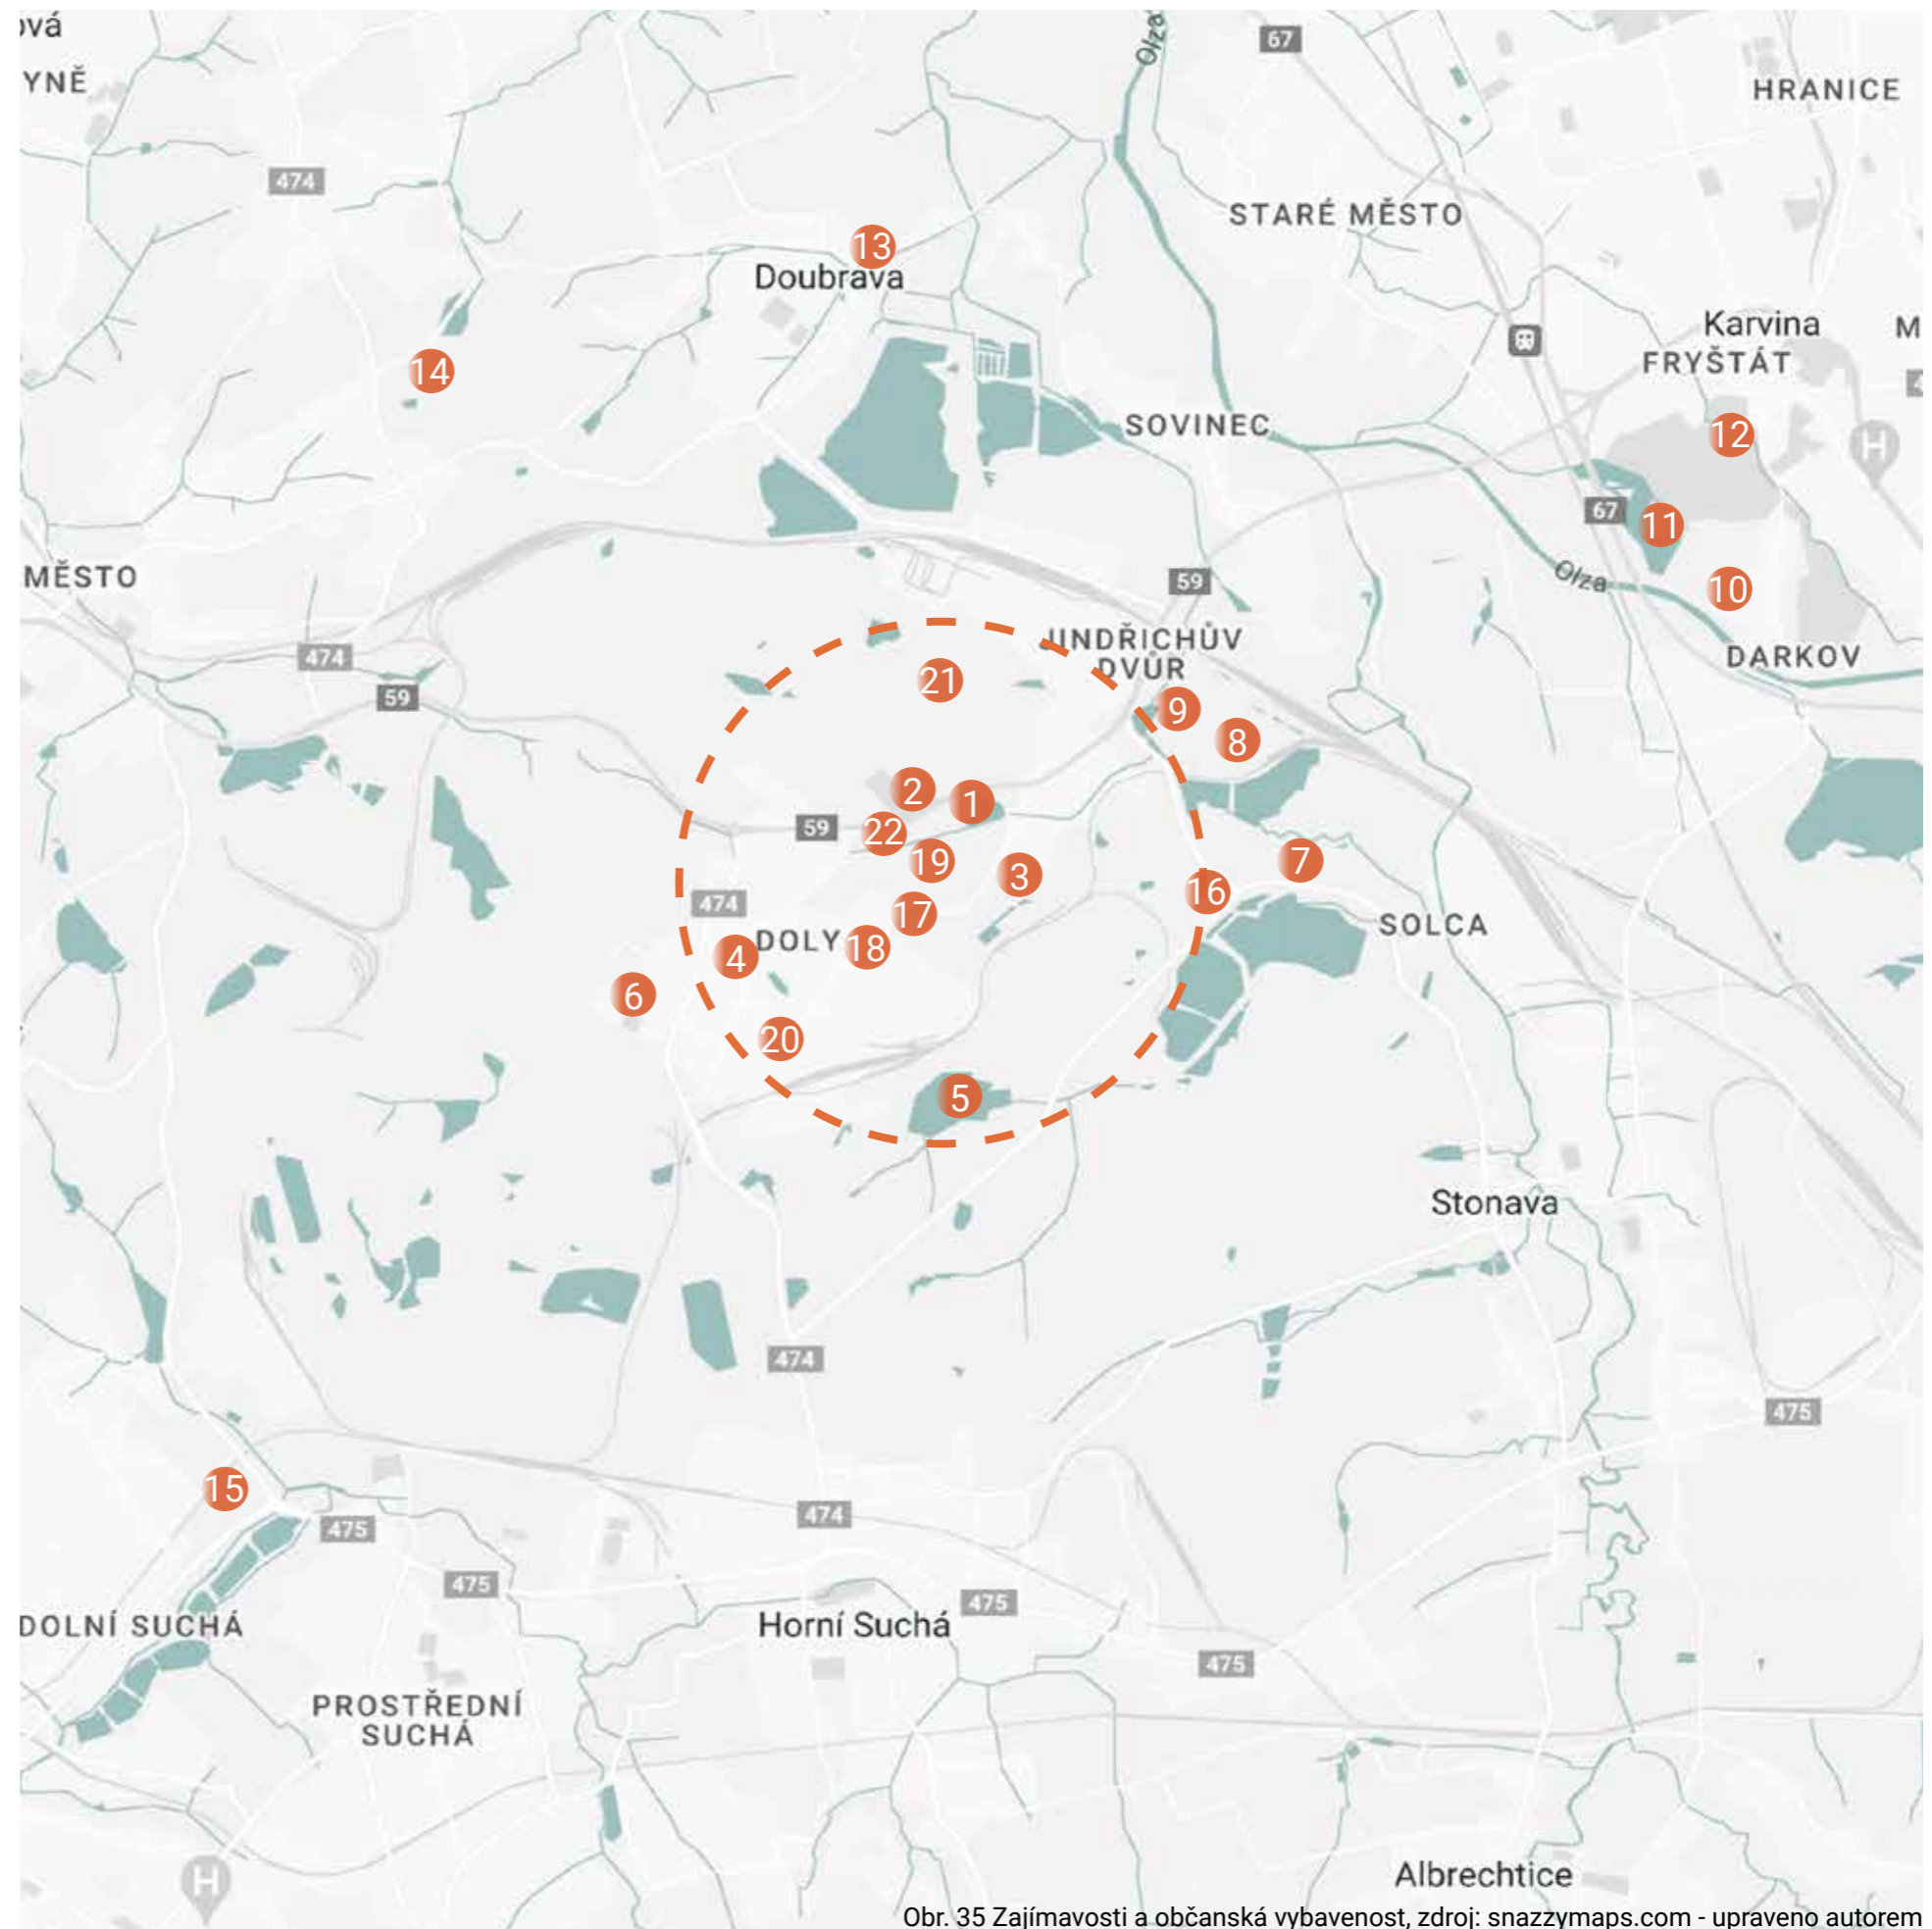 ová
Olza
67
YNĚ
HRANICE
474
STARÉ MĚSTO
13
Doubrava
Karvina
M
FRYŠTÁT
14
4
SOVINEC
12
H
67
11
MĚSTO
59
Olza
10
JINDŘICHŮV
DVŮR
474
DARKOV
21
59
9
8
2
1
59
22
19
3
7
474
16
17
SOLCA
DOLY
18
4
6
20
5
Stonava
474
475
15
474
475
475
475
DOLNÍ SUCHÁ
Horní Suchá
475
PROSTŘEDNÍ
SUCHÁ
H
Albrechtice
Obr. 35 Zajímavosti a občanská vybavenost, zdroj: snazzymaps.com - upraveno autorem